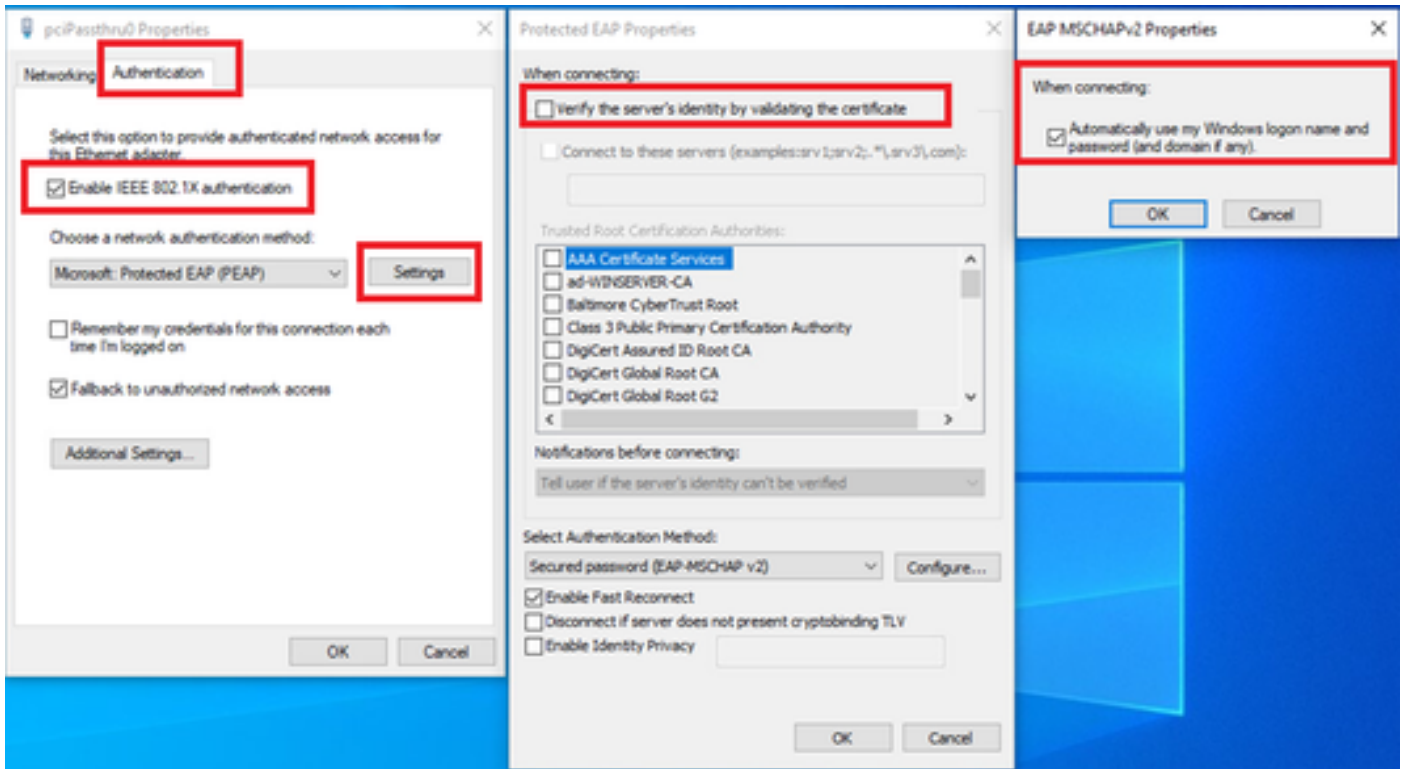 pciPassthru0 Properties
Networking
Authentication
Select this option to provide authenticated network access for
this Ethernet adapter.
Enable IEEE 802.1X authentication
Choose a network authentication method:
Microsoft: Protected EAP (PEAP)
Settings
Remember my credentials for this connection each
time I'm logged on
Fallback to unauthorized network access
Additional Settings...
OK
Cancel
Protected EAP Properties
When connecting:
Verify the server's identity by validating the certificate
Connect to these servers (examples:srv1;srv2;.*\.srv3\.com):
Trusted Root Certification Authorities:
AAA Certificate Services
ad-WINSERVER-CA
Baltimore CyberTrust Root
Class 3 Public Primary Certification Authority
DigiCert Assured ID Root CA
DigiCert Global Root CA
DigiCert Global Root G2
Notifications before connecting:
Tell user if the server's identity can't be verified
Select Authentication Method:
Secured password (EAP-MSCHAP v2)
Configure...
Enable Fast Reconnect
Disconnect if server does not present cryptobinding TLV
Enable Identity Privacy
OK
Cancel
EAP MSCHAPv2 Properties
When connecting:
Automatically use my Windows logon name and
password (and domain if any).
OK
Cancel